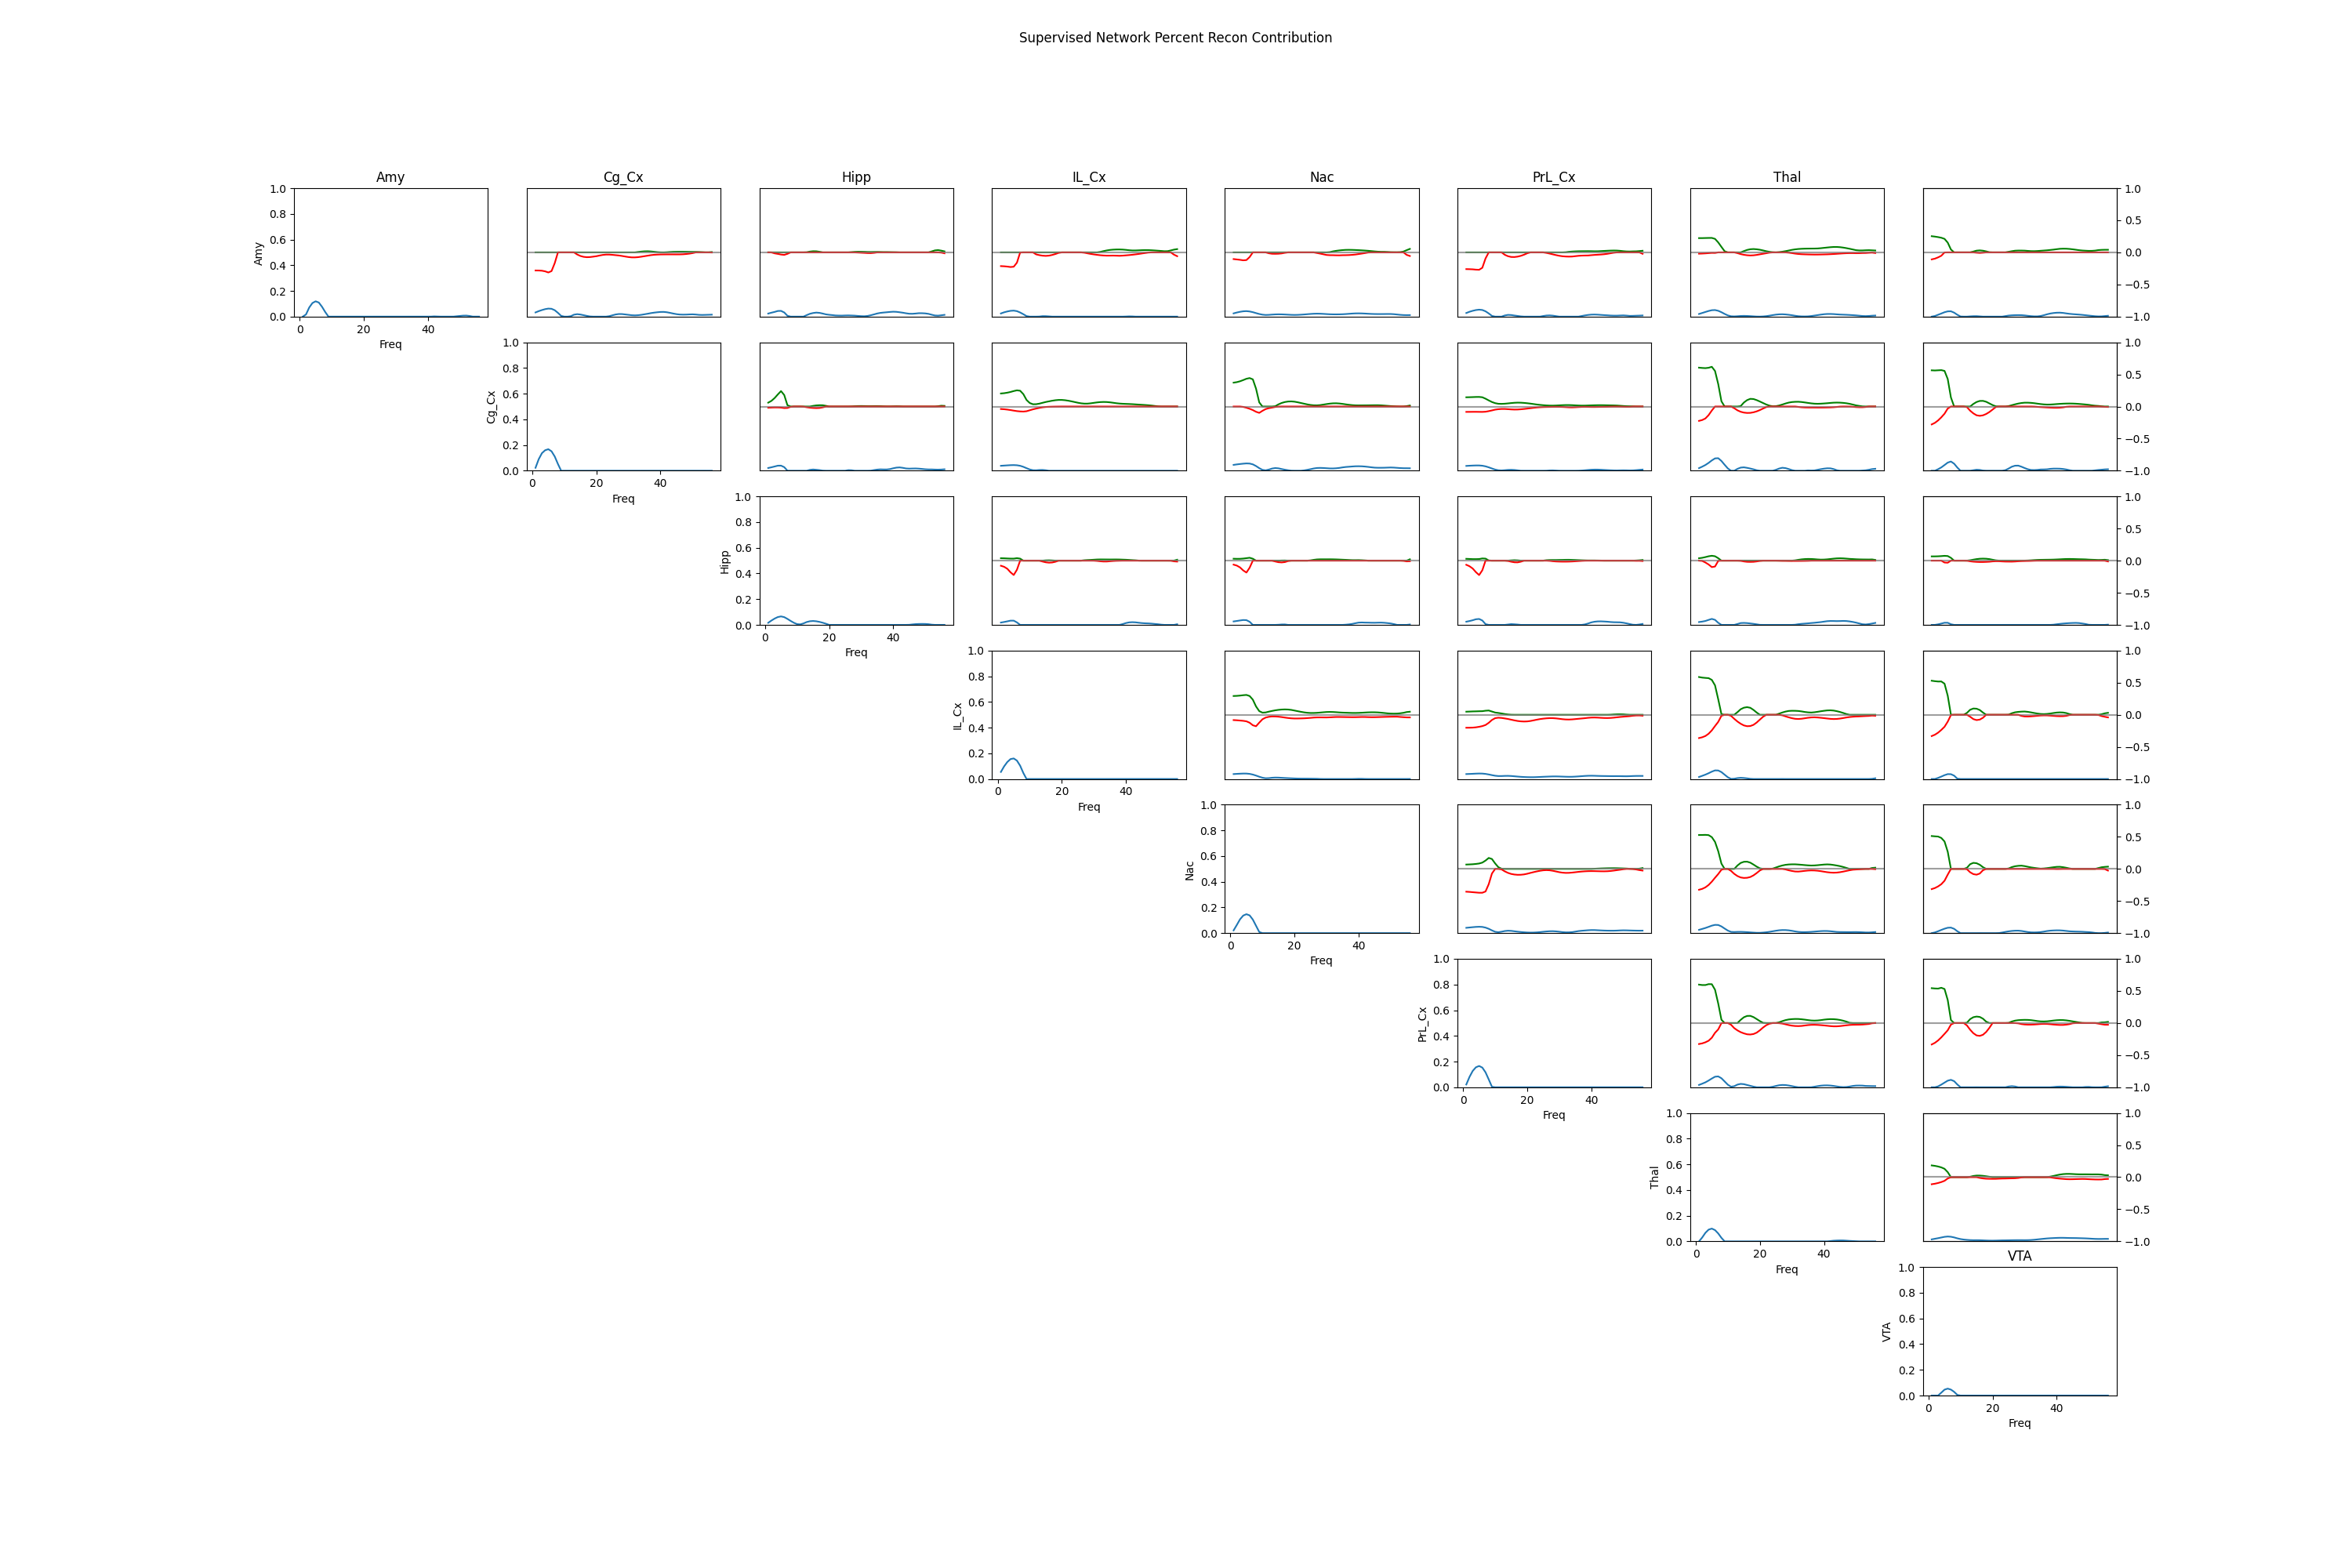 Supervised Network Percent Recon Contribution
Amy Cg_Cx Hipp IL_Cx Nac PrL_Cx Thal
1.0 0.8 0.6 0.4 0.2 0.0
Amy
0 20 40
Freq
1.0 0.5 0.0 −0.5 −1.0
1.0 0.8 0.6 0.4 0.2 0.0
Cg_Cx
0 20 40
Freq
1.0 0.5 0.0 −0.5 −1.0
1.0 0.8 0.6 0.4 0.2 0.0
Hipp
0 20 40
Freq
1.0 0.5 0.0 −0.5 −1.0
1.0 0.8 0.6 0.4 0.2 0.0
IL_Cx
0 20 40
Freq
1.0 0.5 0.0 −0.5 −1.0
1.0 0.8 0.6 0.4 0.2 0.0
Nac
0 20 40
Freq
1.0 0.5 0.0 −0.5 −1.0
1.0 0.8 0.6 0.4 0.2 0.0
PrL_Cx
0 20 40
Freq
1.0 0.5 0.0 −0.5 −1.0
1.0 0.8 0.6 0.4 0.2 0.0
Thal
0 20 40
Freq
1.0 0.5 0.0 −0.5 −1.0
VTA
1.0 0.8 0.6 0.4 0.2 0.0
VTA
0 20 40
Freq